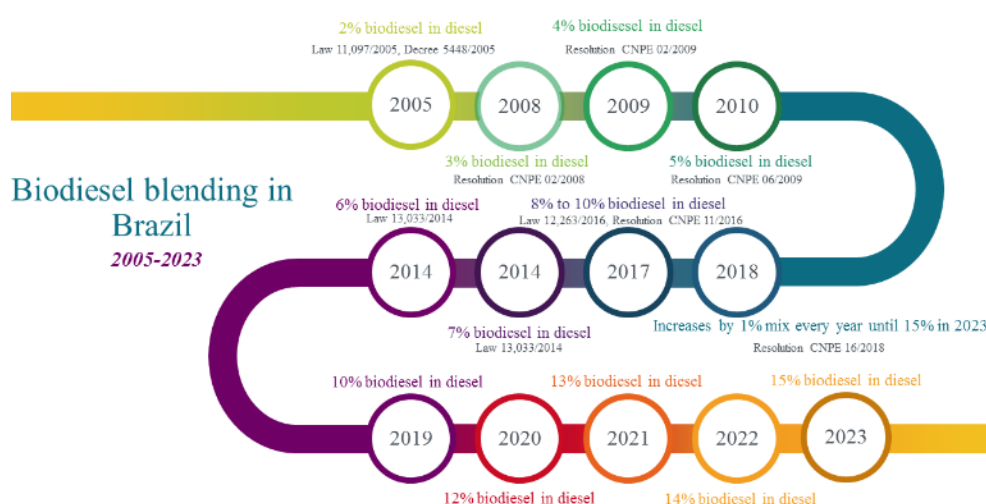 2% biodiesel in diesel
Law 11,097/2005, Decree 5448/2005
4% biodisesel in diesel
Resolution CNPE 02/2009
2005
2008
2009
2010
3% biodiesel in diesel
Resolution CNPE 02/2008
5% biodiesel in diesel
Resolution CNPE 06/2009
Biodiesel blending in
Brazil
2005-2023
6% biodiesel in diesel
Law 13,033/2014
8% to 10% biodiesel in diesel
Law 12,263/2016, Resolution CNPE 11/2016
2014
2014
2017
2018
7% biodiesel in diesel
Law 13,033/2014
Increases by 1% mix every year until 15% in 2023
Resolution CNPE 16/2018
10% biodiesel in diesel
13% biodiesel in diesel
15% biodiesel in diesel
2019
2020
2021
2022
2023
12% biodiesel in diesel
14% biodiesel in diesel